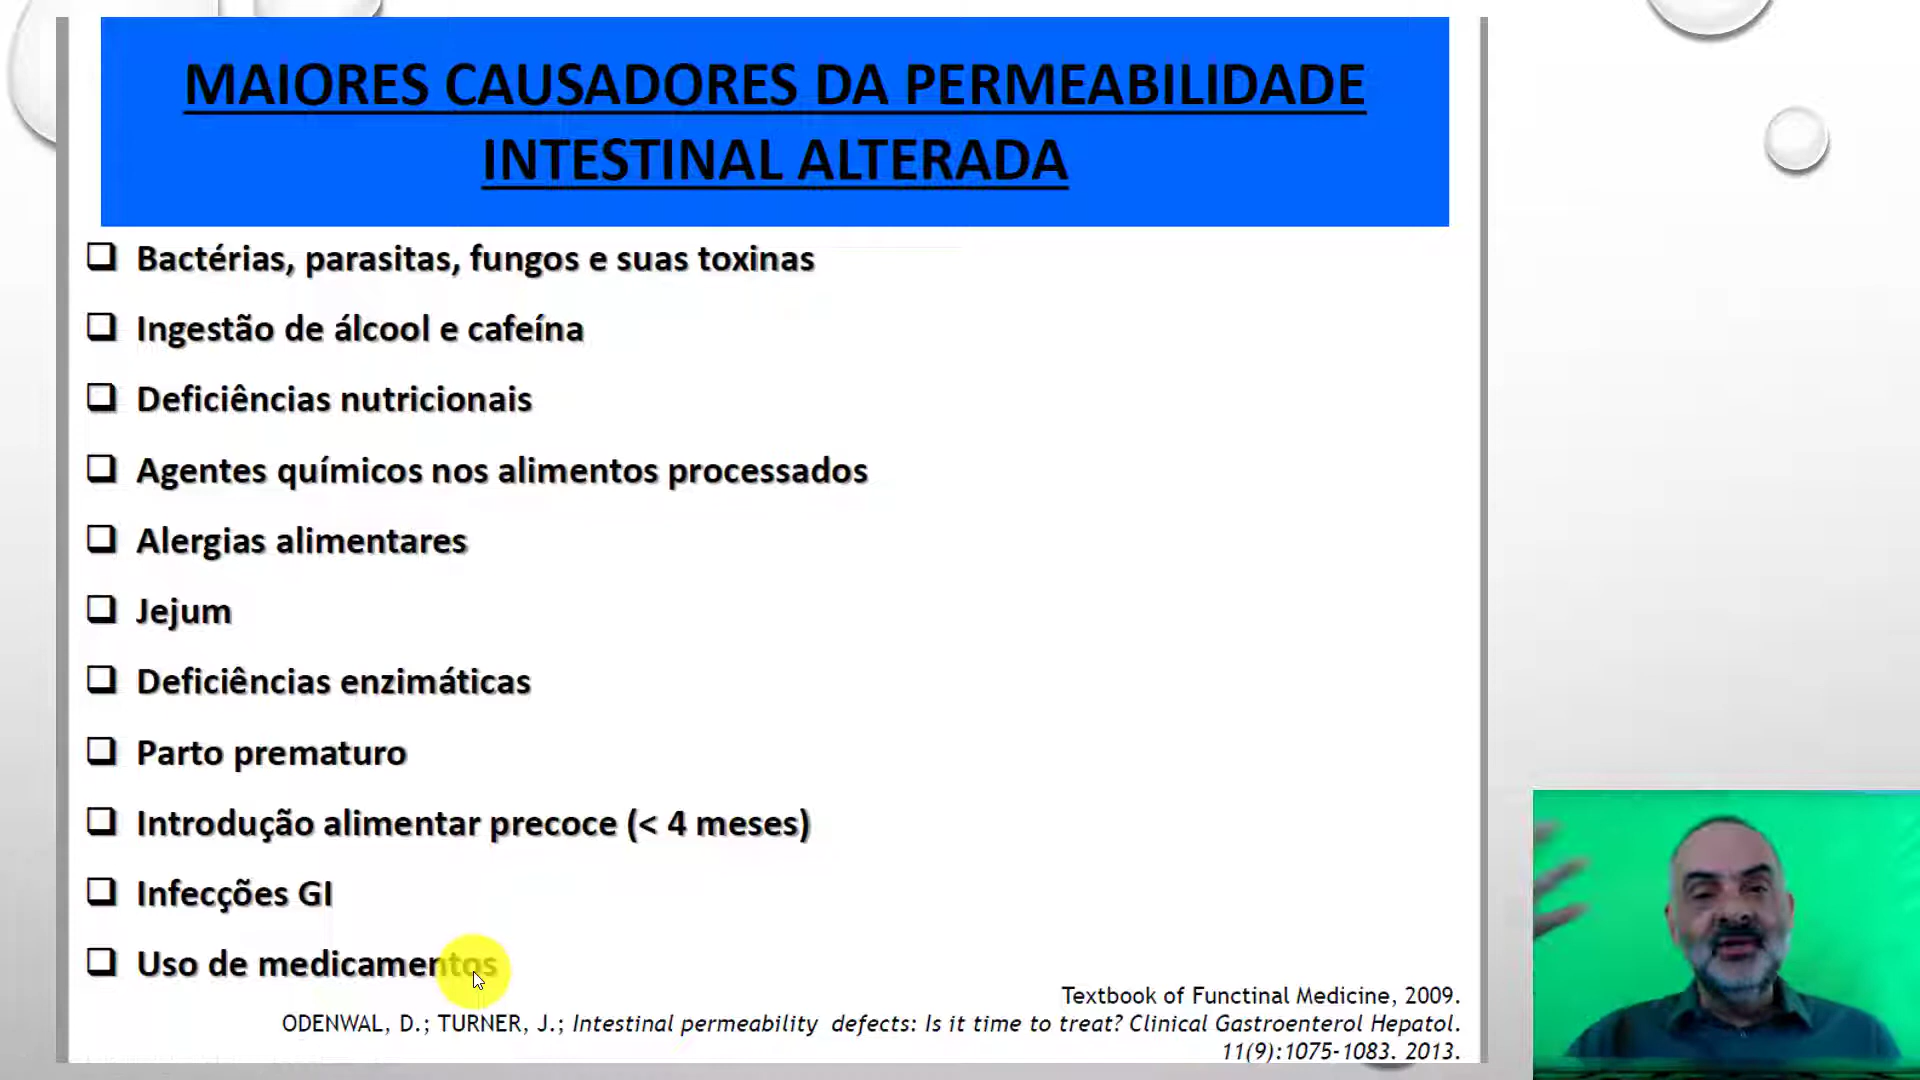 MAIORES CAUSADORES DA PERMEABILIDADE
INTESTINAL ALTERADA
Bactérias, parasitas, fungos e suas toxinas
Ingestão de álcool e cafeína
Deficiências nutricionais
Agentes químicos nos alimentos processados
Alergias alimentares
Jejum
Deficiências enzimáticas
Parto prematuro
Introdução alimentar precoce (< 4 meses)
Infecções GI
Uso de medicamentos
Textbook of Functinal Medicine, 2009.
ODENWAL, D.; TURNER, J.; Intestinal permeability defects: Is it time to treat? Clinical Gastroenterol Hepatol.
11(9):1075-1083. 2013.